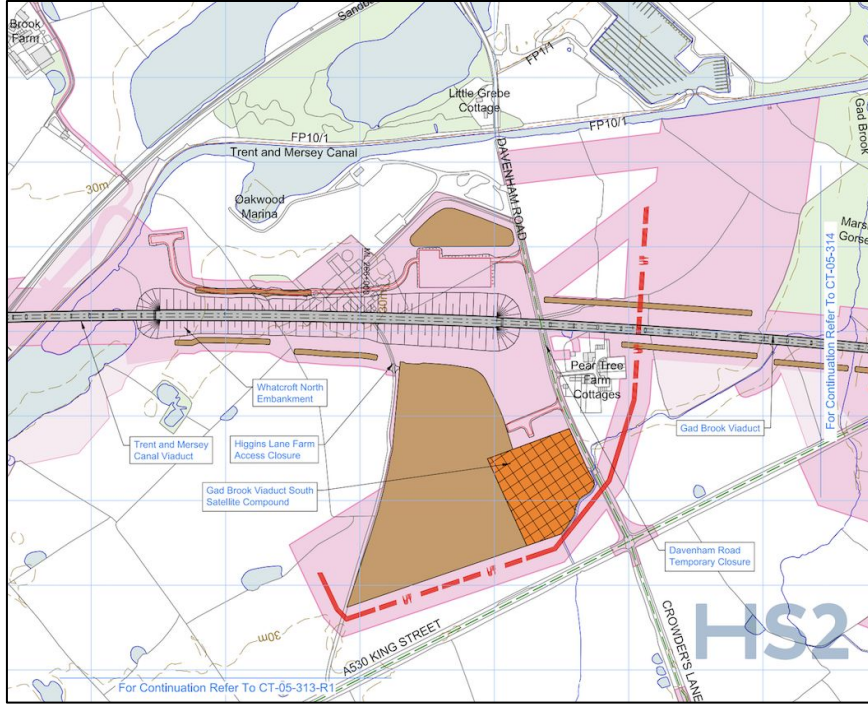 Brook
Farm
Sandba
FP1/1
Little Grebe
Cottage
Gad Brook
FP10/1
FP10/1
Trent and Mersey Canal
DAVENHAM ROAD
30m
Oakwood
Marina
Mars
Gorse
For Continuation Refer To CT-05-314
Pear Tree
Farm
Cottages
Whatcroft North
Embankment
Gad Brook Viaduct
Trent and Mersey
Canal Viaduct
Higgins Lane Farm
Access Closure
Gad Brook Viaduct South
Satellite Compound
Davenham Road
Temporary Closure
30m
A530 KING STREET
CROWDER'S LANE
HS2
For Continuation Refer To CT-05-313-R1